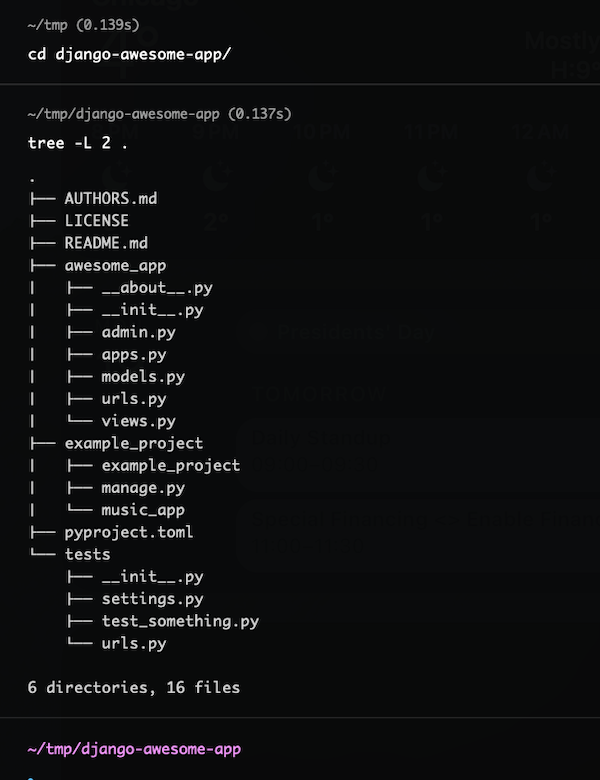 ~/tmp (0.139s)
cd django-awesome-app/
~/tmp/django-awesome-app (0.137s)
tree -L 2 .
.
├── AUTHORS.md
├── LICENSE
├── README.md
├── awesome_app
│   ├── __about__.py
│   ├── __init__.py
│   ├── admin.py
│   ├── apps.py
│   ├── models.py
│   ├── urls.py
│   └── views.py
├── example_project
│   ├── example_project
│   ├── manage.py
│   └── music_app
├── pyproject.toml
└── tests
    ├── __init__.py
    ├── settings.py
    ├── test_something.py
    └── urls.py
6 directories, 16 files
~/tmp/django-awesome-app